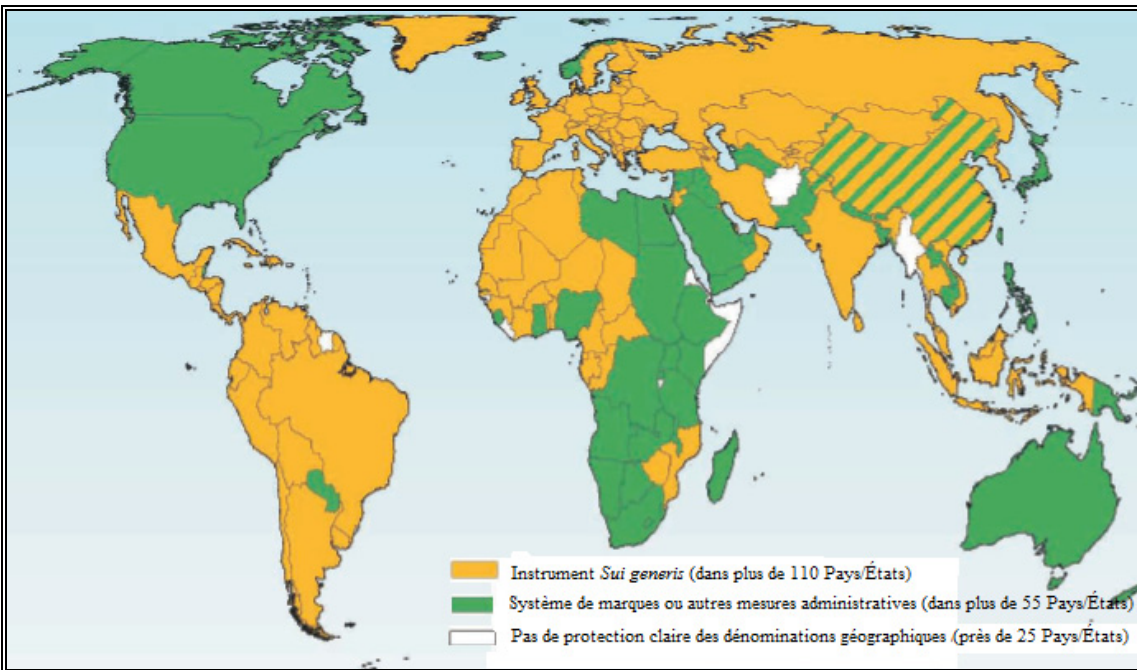 Instrument Sui generis (dans plus de 110 Pays/États)
Système de marques ou autres mesures administratives (dans plus de 55 Pays/États)
Pas de protection claire des dénominations géographiques (près de 25 Pays/États)